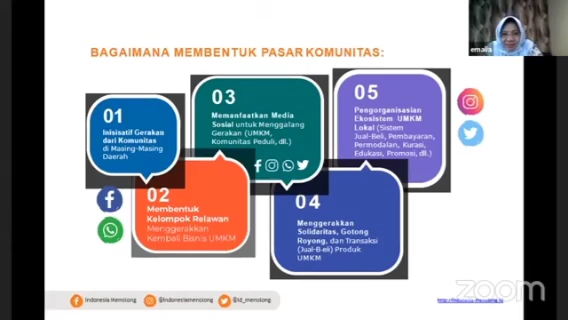 emalia
BAGAIMANA MEMBENTUK PASAR KOMUNITAS:
01
Inisisatif Gerakan
dari Komunitas
di Masing-Masing
Daerah
02
Membentuk
Kelompok Relawan
Menggerakkan
Kembali Bisnis UMKM
03
Memanfaatkan Media
Sosial untuk Menggalang
Gerakan (UMKM,
Komunitas Peduli, dll.)
04
Menggerakkan
Solidaritas, Gotong
Royong, dan Transaksi
(Jual-Beli) Produk
UMKM
05
Pengorganisasian
Ekosistem UMKM
Lokal (Sistem
Jual-Beli, Pembayaran,
Permodalan, Kurasi,
Edukasi, Promosi, dll.)
Indonesia Menolong
@indonesiamenolong
@id_menolong
zoom